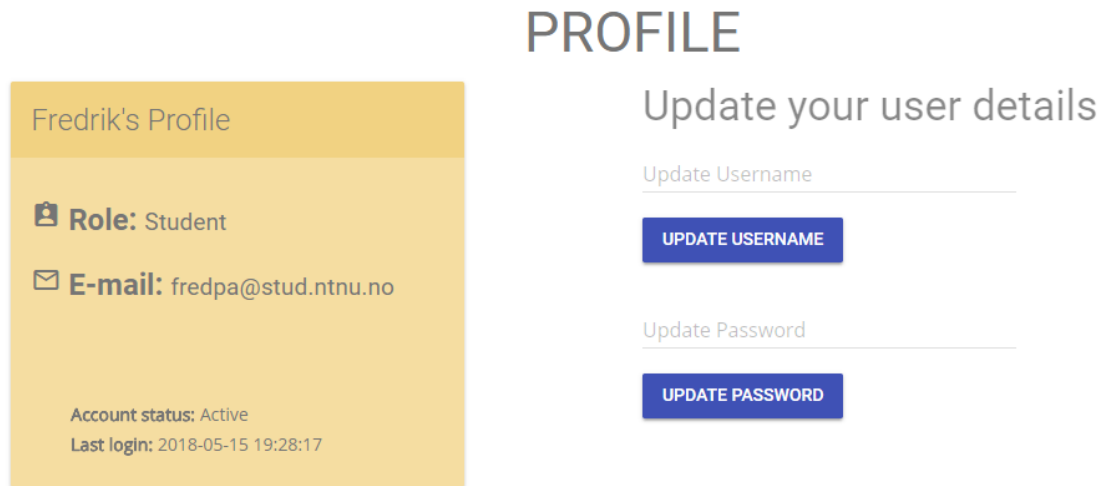 PROFILE
Fredrik's Profile
Role: Student
E-mail: fredpa@stud.ntnu.no
Account status: Active
Last login: 2018-05-15 19:28:17
Update your user details
Update Username
UPDATE USERNAME
Update Password
UPDATE PASSWORD